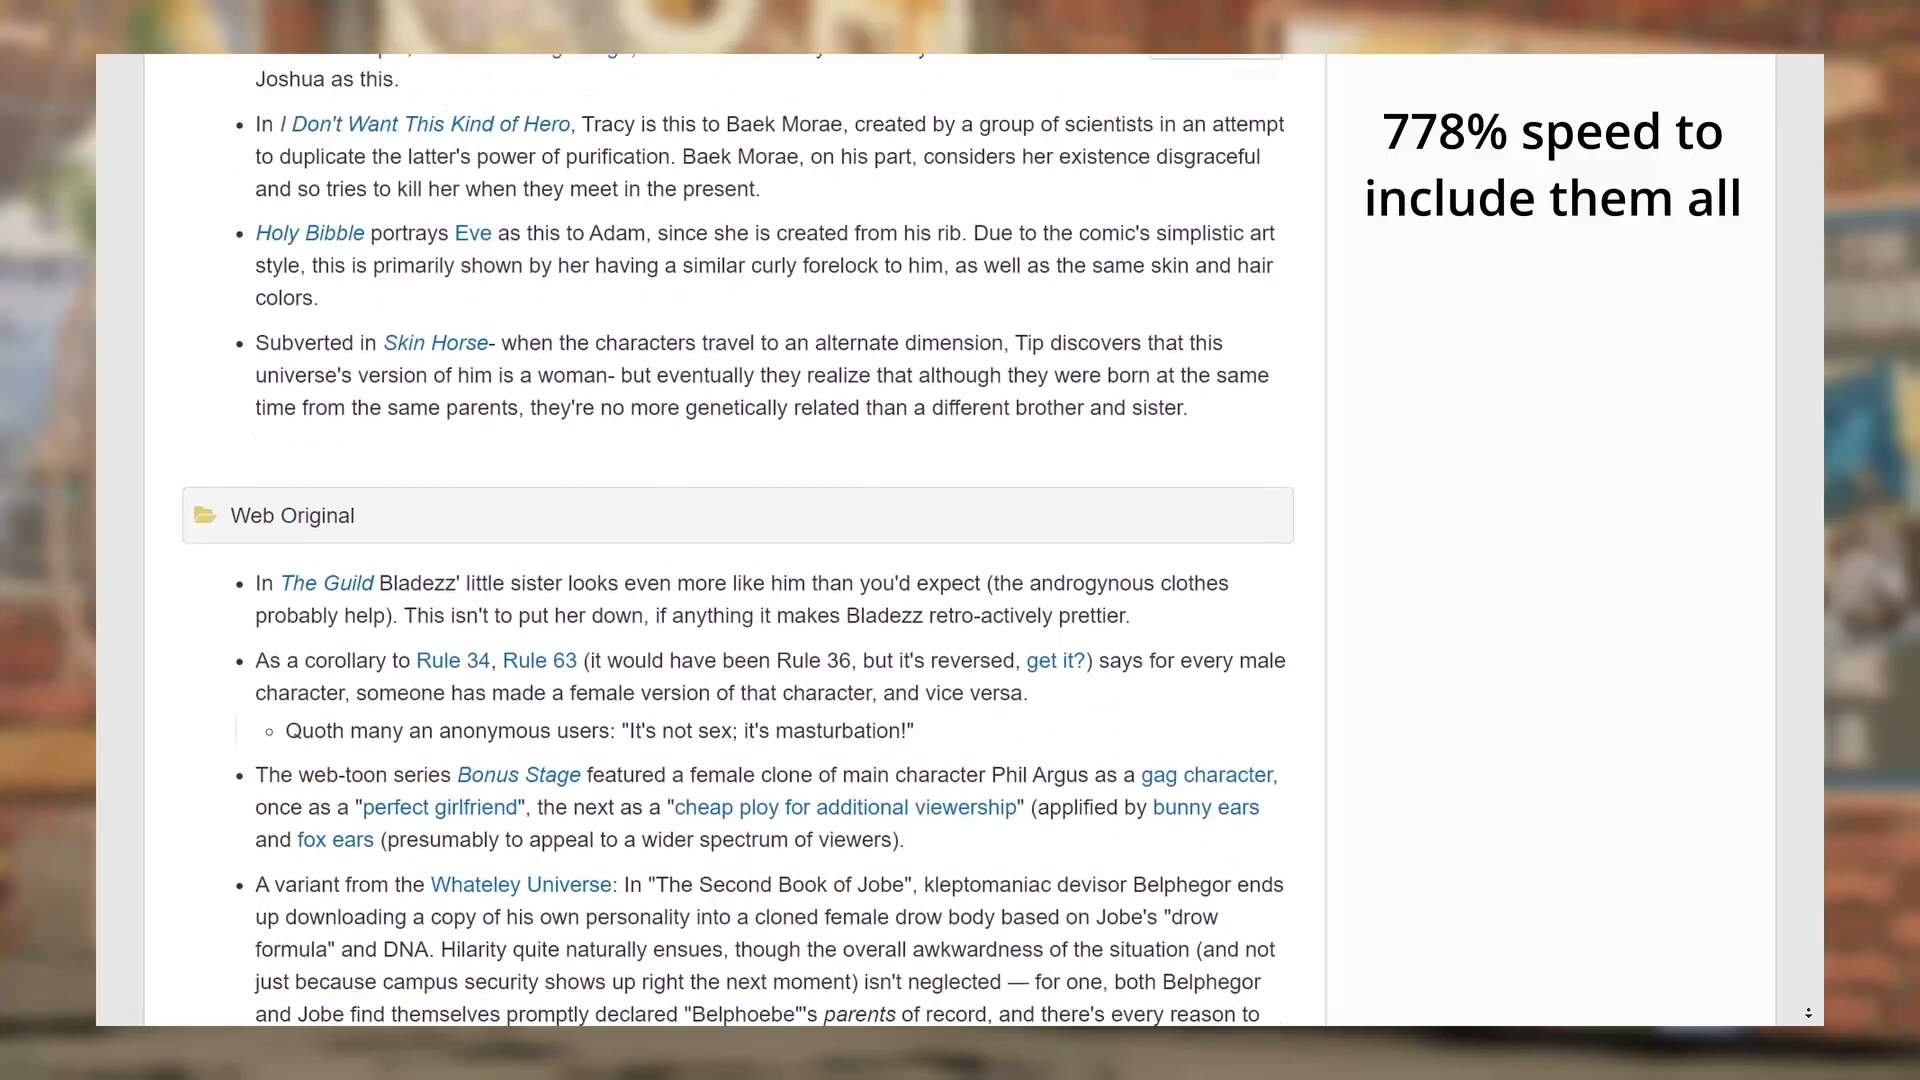 Joshua as this.
• In I Don't Want This Kind of Hero, Tracy is this to Baek Morae, created by a group of scientists in an attempt
to duplicate the latter's power of purification. Baek Morae, on his part, considers her existence disgraceful
and so tries to kill her when they meet in the present.
• Holy Bibble portrays Eve as this to Adam, since she is created from his rib. Due to the comic's simplistic art
style, this is primarily shown by her having a similar curly forelock to him, as well as the same skin and hair
colors.
• Subverted in Skin Horse- when the characters travel to an alternate dimension, Tip discovers that this
universe's version of him is a woman- but eventually they realize that although they were born at the same
time from the same parents, they're no more genetically related than a different brother and sister.
Web Original
• In The Guild Bladezz' little sister looks even more like him than you'd expect (the androgynous clothes
probably help). This isn't to put her down, if anything it makes Bladezz retro-actively prettier.
• As a corollary to Rule 34, Rule 63 (it would have been Rule 36, but it's reversed, get it?) says for every male
character, someone has made a female version of that character, and vice versa.
◦ Quoth many an anonymous users: "It's not sex; it's masturbation!"
• The web-toon series Bonus Stage featured a female clone of main character Phil Argus as a gag character,
once as a "perfect girlfriend", the next as a "cheap ploy for additional viewership" (applified by bunny ears
and fox ears (presumably to appeal to a wider spectrum of viewers).
• A variant from the Whateley Universe: In "The Second Book of Jobe", kleptomaniac devisor Belphegor ends
up downloading a copy of his own personality into a cloned female drow body based on Jobe's "drow
formula" and DNA. Hilarity quite naturally ensues, though the overall awkwardness of the situation (and not
just because campus security shows up right the next moment) isn't neglected — for one, both Belphegor
and Jobe find themselves promptly declared "Belphoebe"'s parents of record, and there's every reason to
778% speed to
include them all